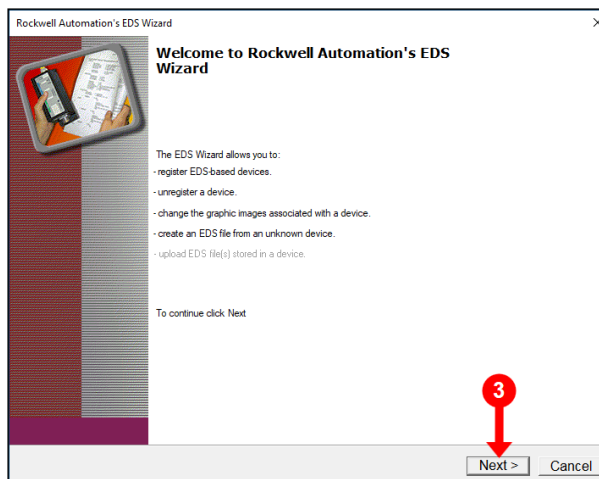 Rockwell Automation's EDS Wizard
Welcome to Rockwell Automation's EDS
Wizard
The EDS Wizard allows you to:
- register EDS-based devices.
- unregister a device.
- change the graphic images associated with a device.
- create an EDS file from an unknown device.
- upload EDS file(s) stored in a device.
To continue click Next
3
Next >
Cancel